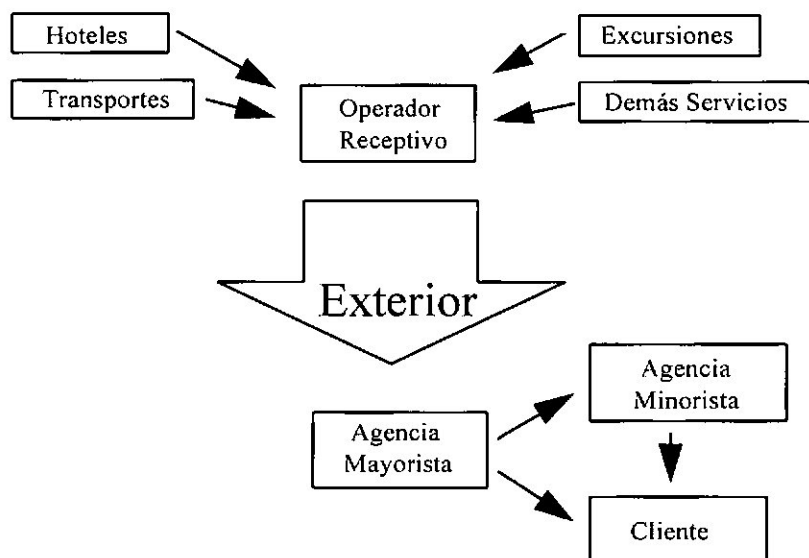 Hoteles
Excursiones
Transportes
Operador
Receptivo
Demás Servicios
Exterior
Agencia
Minorista
Agencia
Mayorista
Cliente